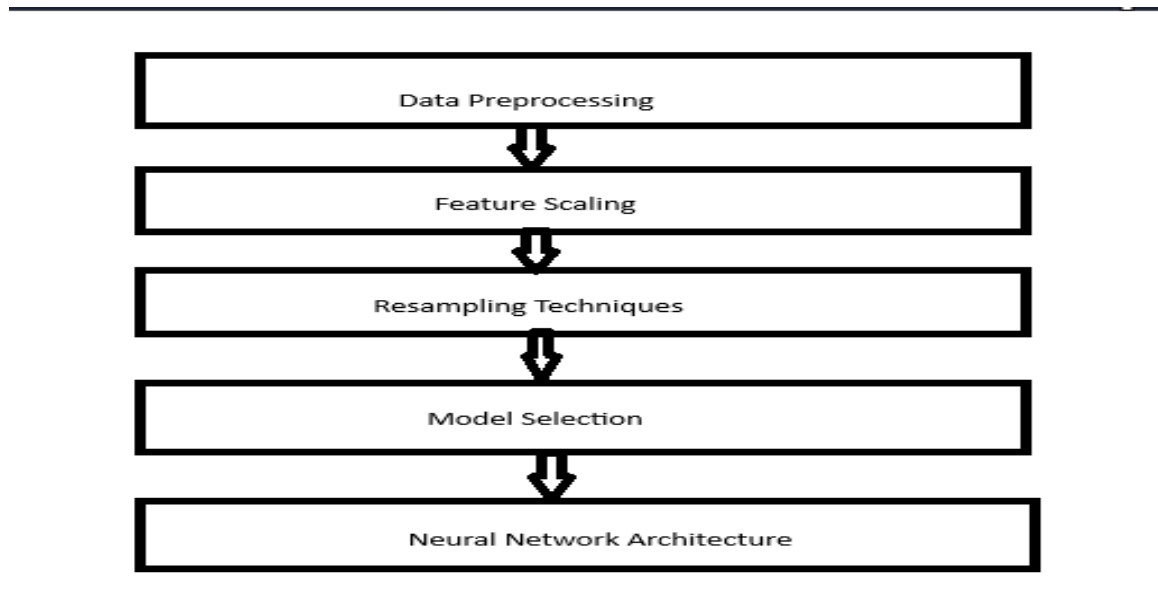 Data Preprocessing
Feature Scaling
Resampling Techniques
Model Selection
Neural Network Architecture